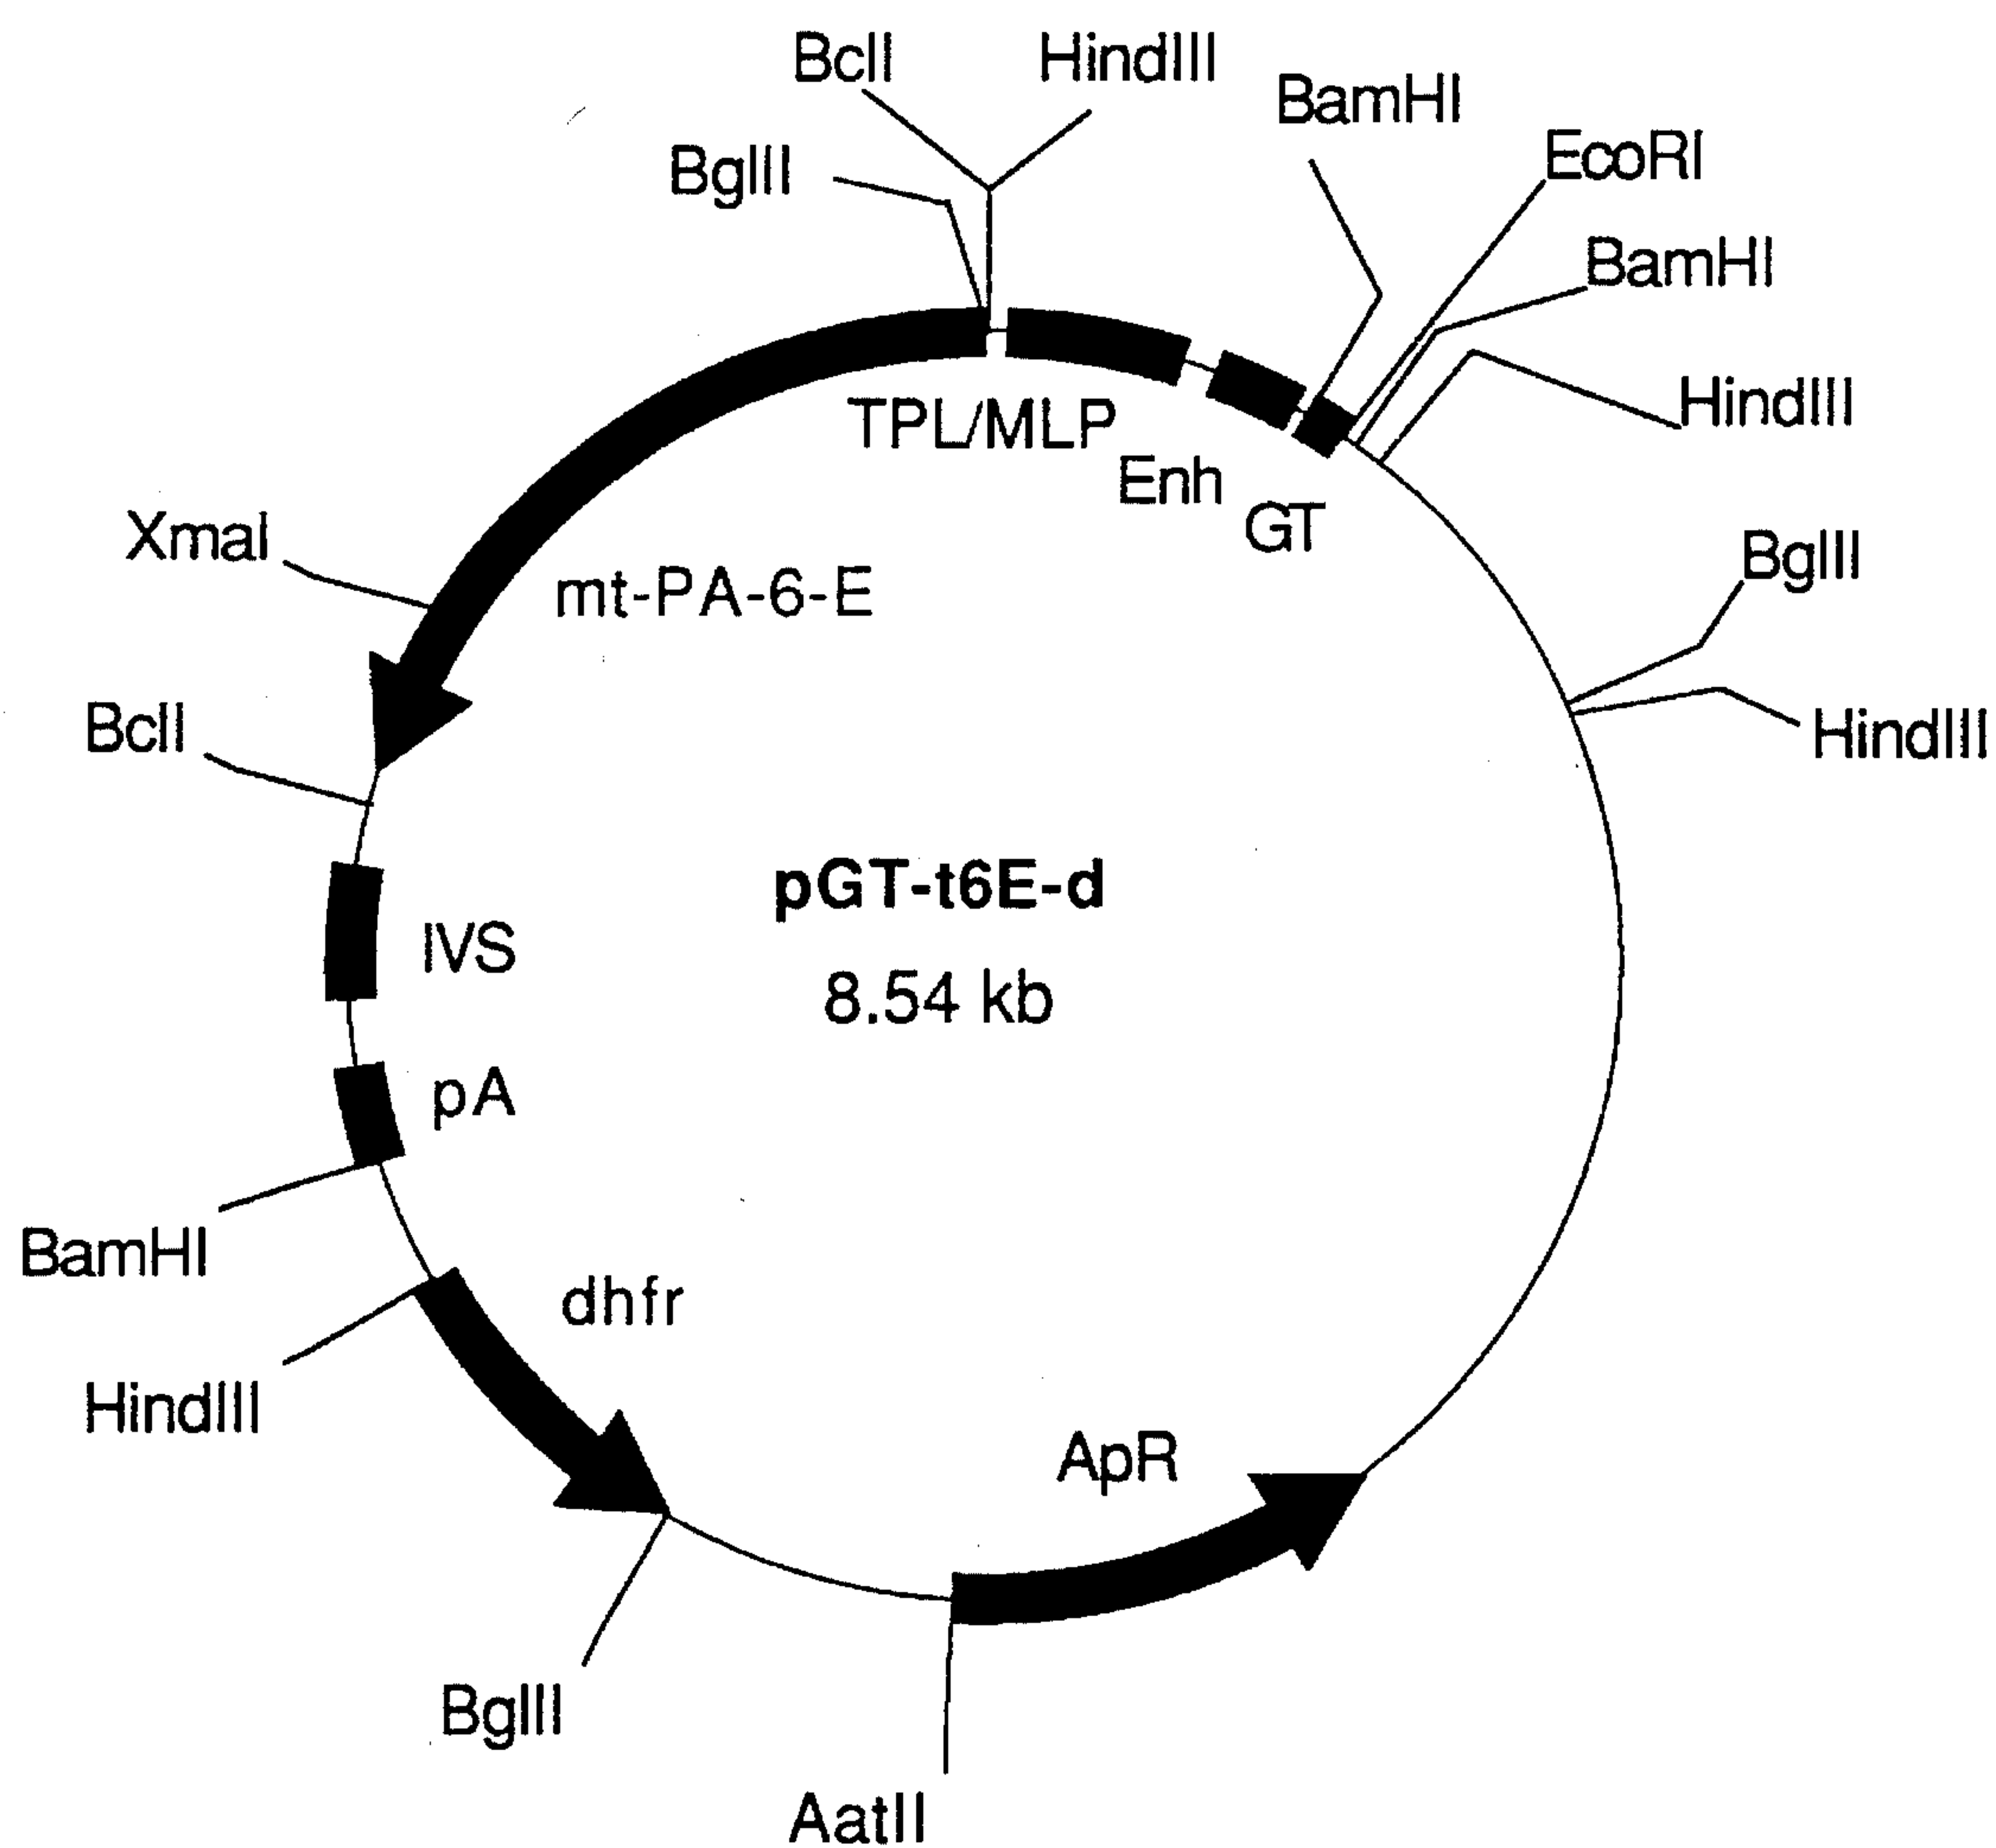 BclI
HindIII
BamHI
EcoRI
BglII
BamHI
HindIII
TPL/MLP
Enh
GT
XmaI
mt-PA-6-E
BglII
BclI
HindIII
pGT-t6E-d
8.54 kb
IVS
pA
BamHI
dhfr
HindIII
ApR
BglII
AatII